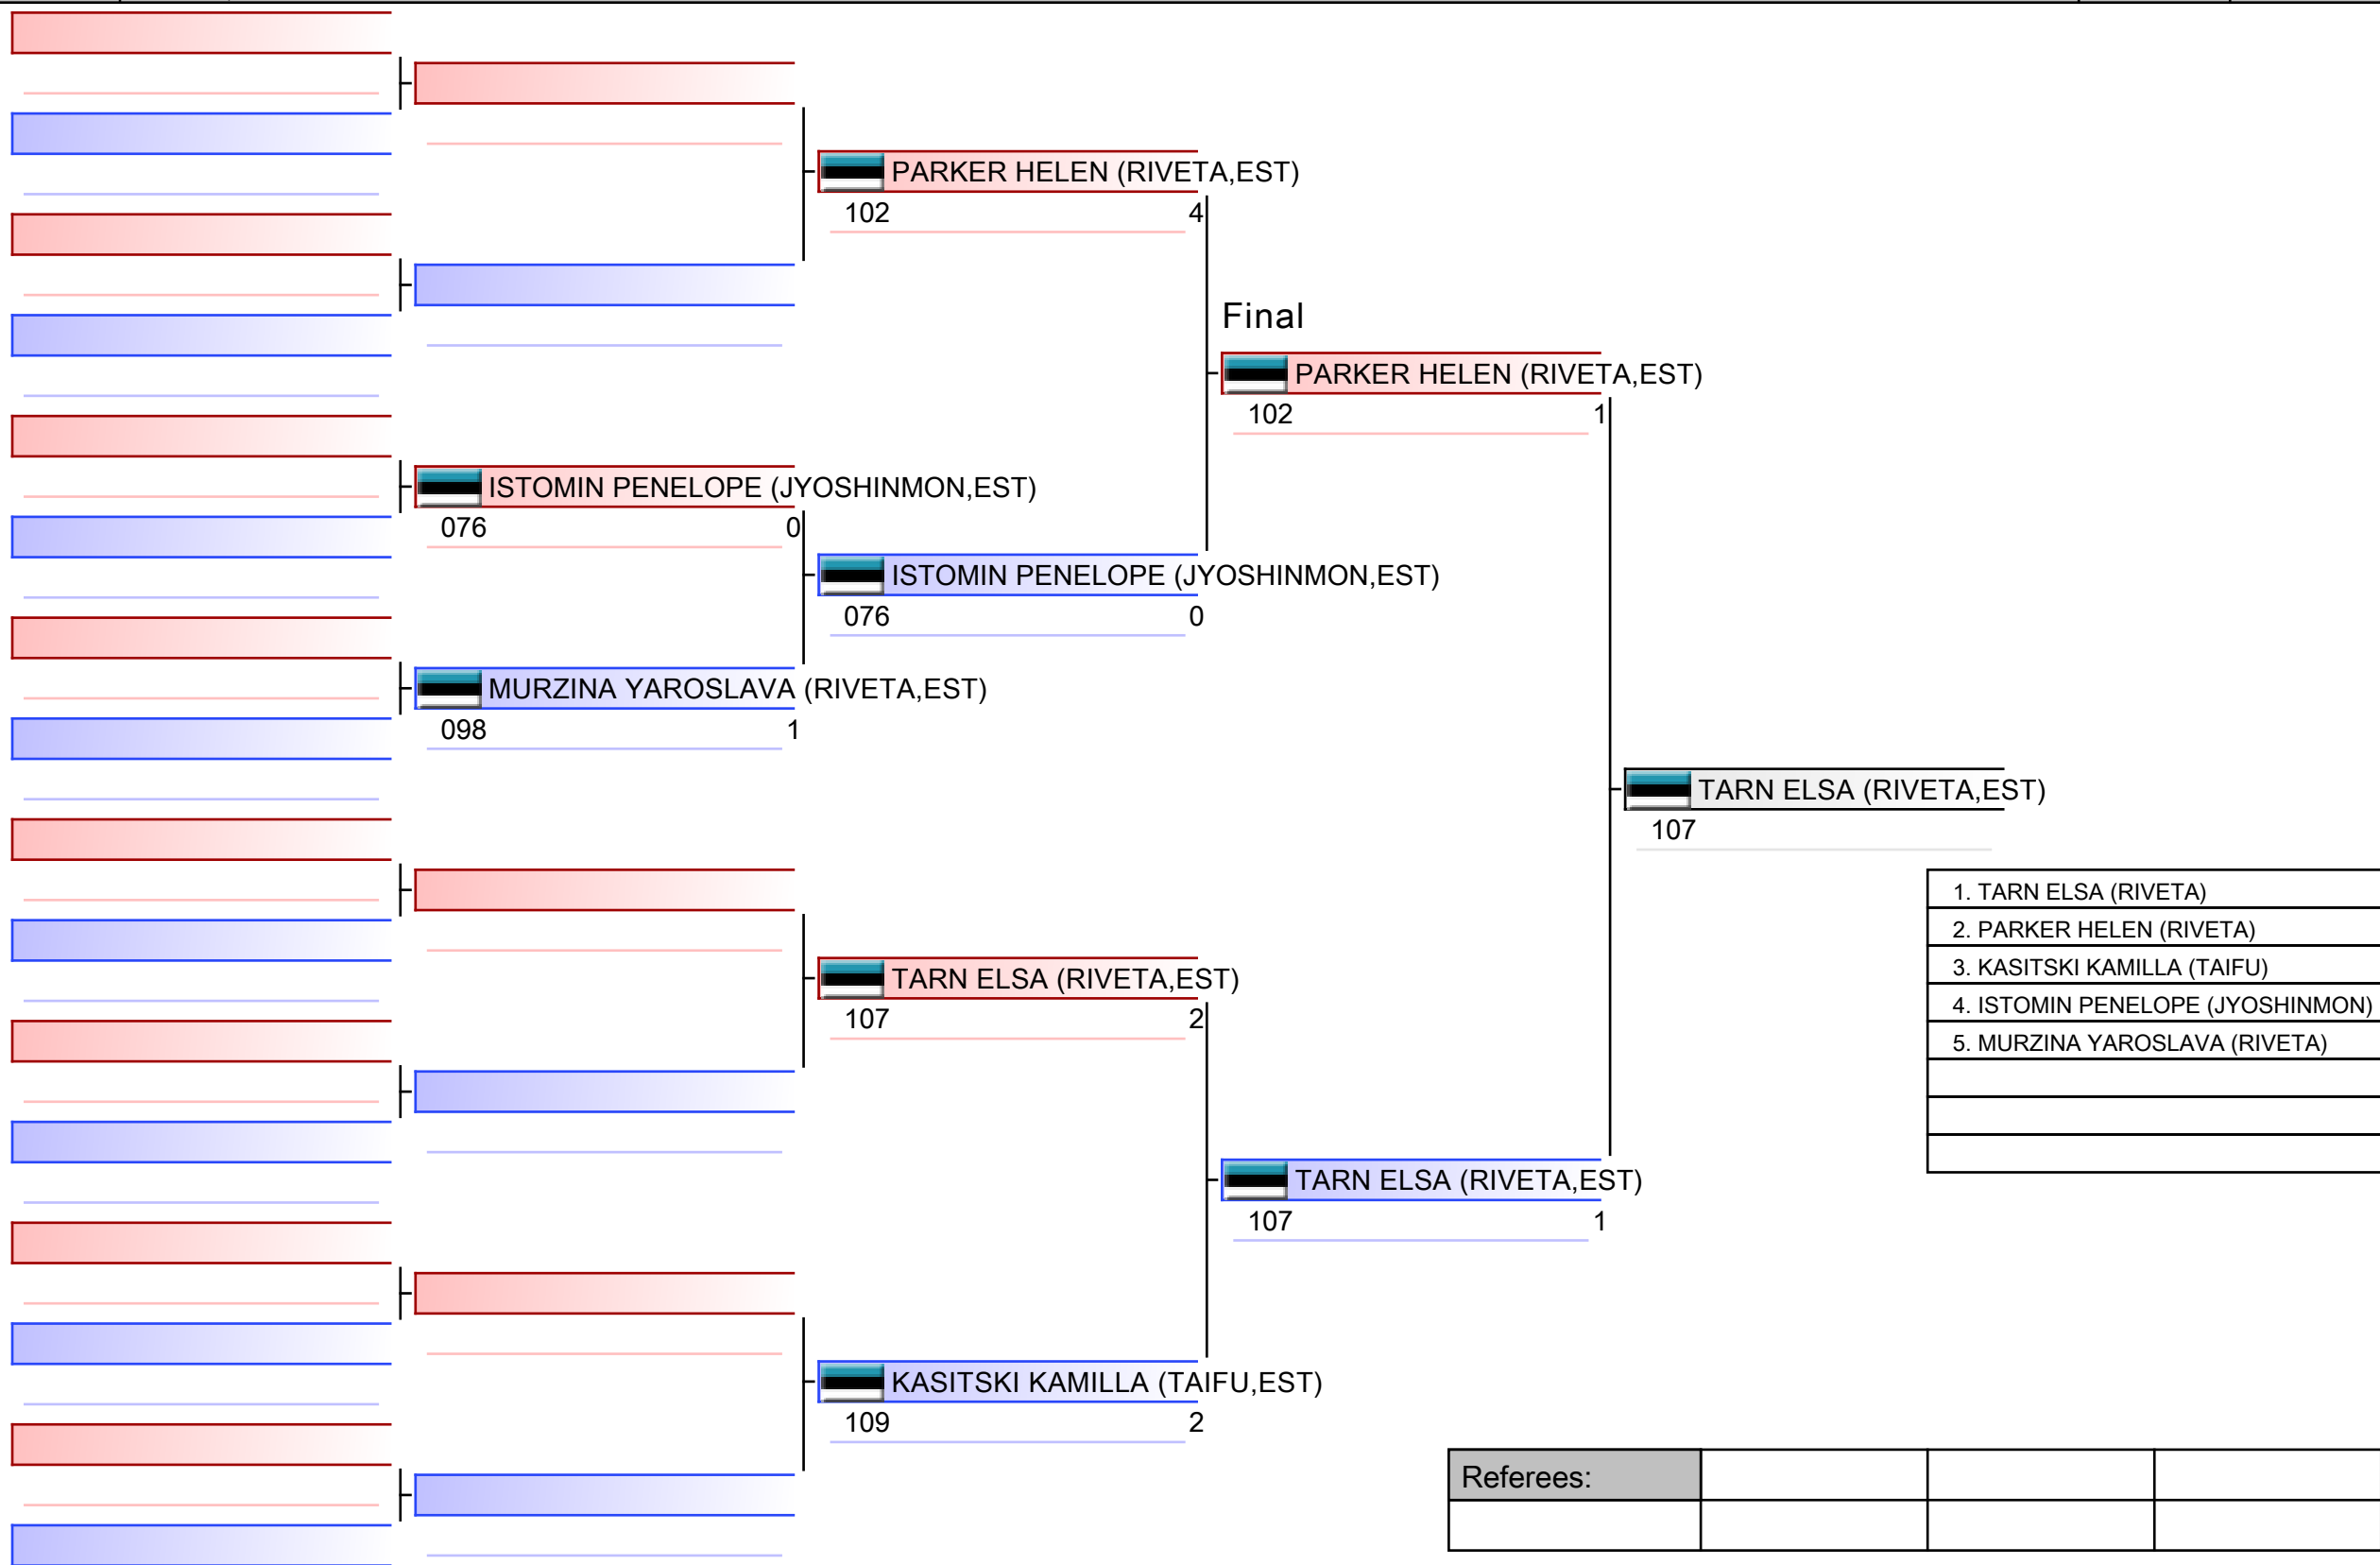 PARKER HELEN (RIVETA,EST)
102 4
Final
PARKER HELEN (RIVETA,EST)
102 1
ISTOMIN PENELOPE (JYOSHINMON,EST)
076 0
ISTOMIN PENELOPE (JYOSHINMON,EST)
076 0
MURZINA YAROSLAVA (RIVETA,EST)
098 1
TARN ELSA (RIVETA,EST)
107
1. TARN ELSA (RIVETA)
2. PARKER HELEN (RIVETA)
3. KASITSKI KAMILLA (TAIFU)
4. ISTOMIN PENELOPE (JYOSHINMON)
5. MURZINA YAROSLAVA (RIVETA)
TARN ELSA (RIVETA,EST)
107 2
TARN ELSA (RIVETA,EST)
107 1
KASITSKI KAMILLA (TAIFU,EST)
109 2
Referees: